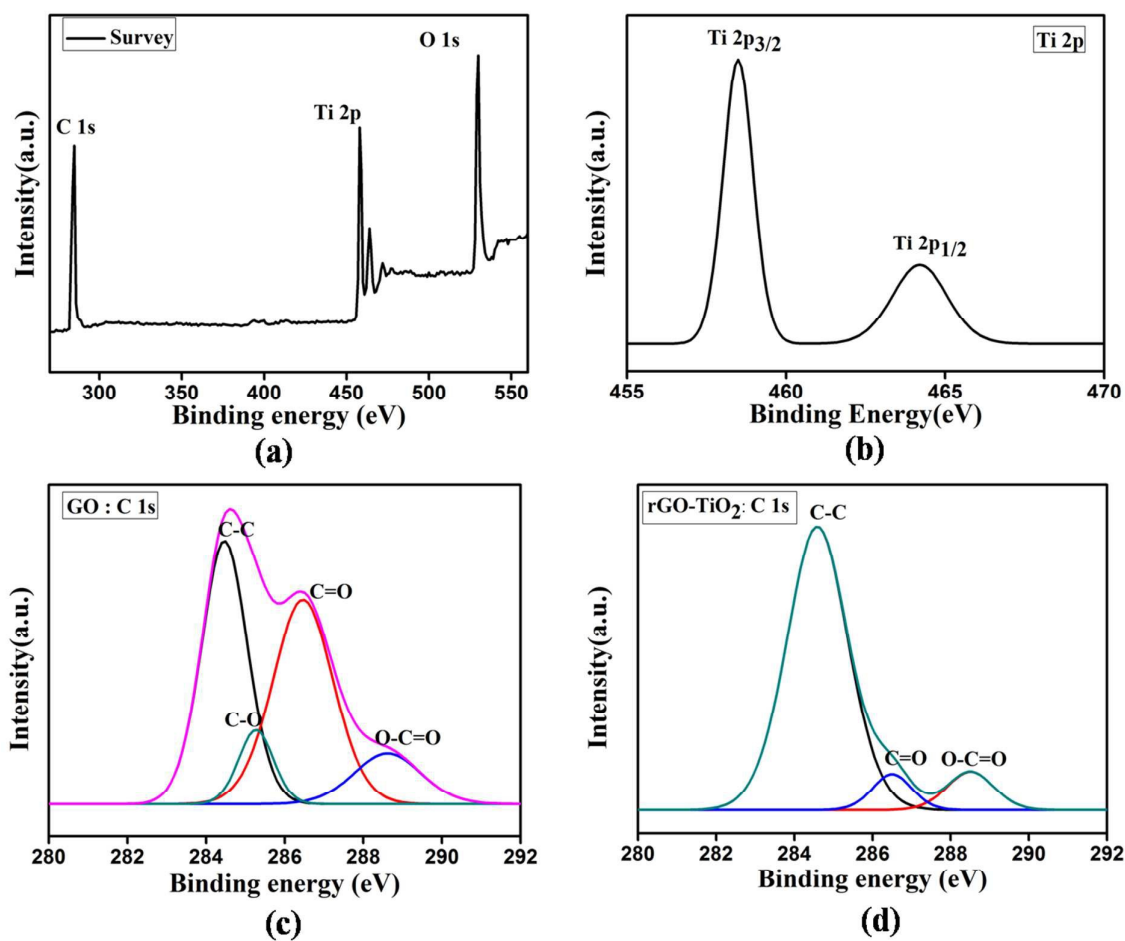 Survey
O 1s
Ti 2p
C 1s
Intensity(a.u.)
300 350 400 450 500 550
Binding energy (eV)
(a)
Ti 2p3/2
Ti 2p
Ti 2p1/2
Intensity(a.u.)
455 460 465 470
Binding Energy(eV)
(b)
GO : C 1s
C-C
C=O
C-O
O-C=O
Intensity(a.u.)
280 282 284 286 288 290 292
Binding energy (eV)
(c)
rGO-TiO2: C 1s
C-C
C=O
O-C=O
Intensity(a.u.)
280 282 284 286 288 290 292
Binding energy (eV)
(d)